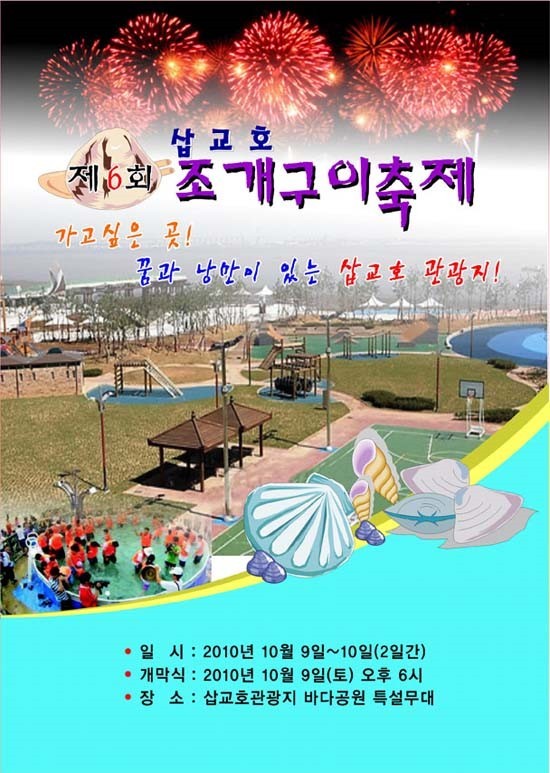 삽교호
제6회 조개구이축제
가고싶은 곳!
꿈과 낭만이 있는 삽교호 관광지!
• 일 시 : 2010년 10월 9일~10일(2일간)
• 개막식 : 2010년 10월 9일(토) 오후 6시
• 장 소 : 삽교호관광지 바다공원 특설무대